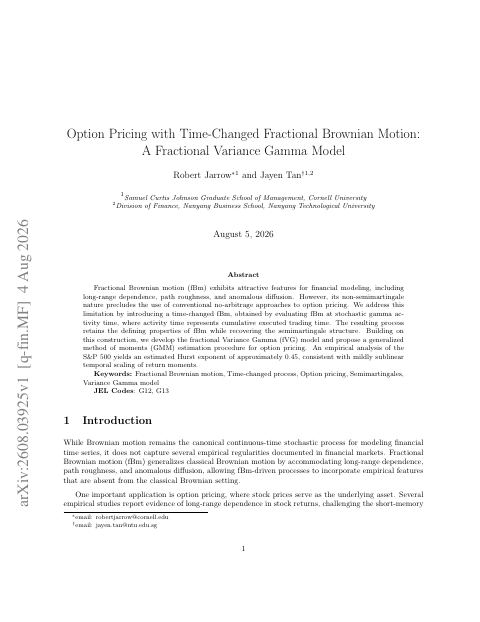 Option Pricing with Time-Changed Fractional Brownian Motion:
A Fractional Variance Gamma Model
Robert Jarrow*1 and Jayen Tan†1,2
1Samuel Curtis Johnson Graduate School of Management, Cornell University
2Division of Finance, Nanyang Business School, Nanyang Technological University
August 5, 2026
Abstract
Fractional Brownian motion (fBm) exhibits attractive features for financial modeling, including
long-range dependence, path roughness, and anomalous diffusion. However, its non-semimartingale
nature precludes the use of conventional no-arbitrage approaches to option pricing. We address this
limitation by introducing a time-changed fBm, obtained by evaluating fBm at stochastic gamma ac-
tivity time, where activity time represents cumulative executed trading time. The resulting process
retains the defining properties of fBm while recovering the semimartingale structure. Building on
this construction, we develop the fractional Variance Gamma (fVG) model and propose a generalized
method of moments (GMM) estimation procedure for option pricing. An empirical analysis of the
S&P 500 yields an estimated Hurst exponent of approximately 0.45, consistent with mildly sublinear
temporal scaling of return moments.
Keywords: Fractional Brownian motion, Time-changed process, Option pricing, Semimartingales,
Variance Gamma model
JEL Codes: G12, G13
1 Introduction
While Brownian motion remains the canonical continuous-time stochastic process for modeling financial
time series, it does not capture several empirical regularities documented in financial markets. Fractional
Brownian motion (fBm) generalizes classical Brownian motion by accommodating long-range dependence,
path roughness, and anomalous diffusion, allowing fBm-driven processes to incorporate empirical features
that are absent from the classical Brownian setting.
One important application is option pricing, where stock prices serve as the underlying asset. Several
empirical studies report evidence of long-range dependence in stock returns, challenging the short-memory
*email: robertjarrow@cornell.edu
†email: jayen.tan@ntu.edu.sg
1
arXiv:2608.03925v1 [q-fin.MF] 4 Aug 2026